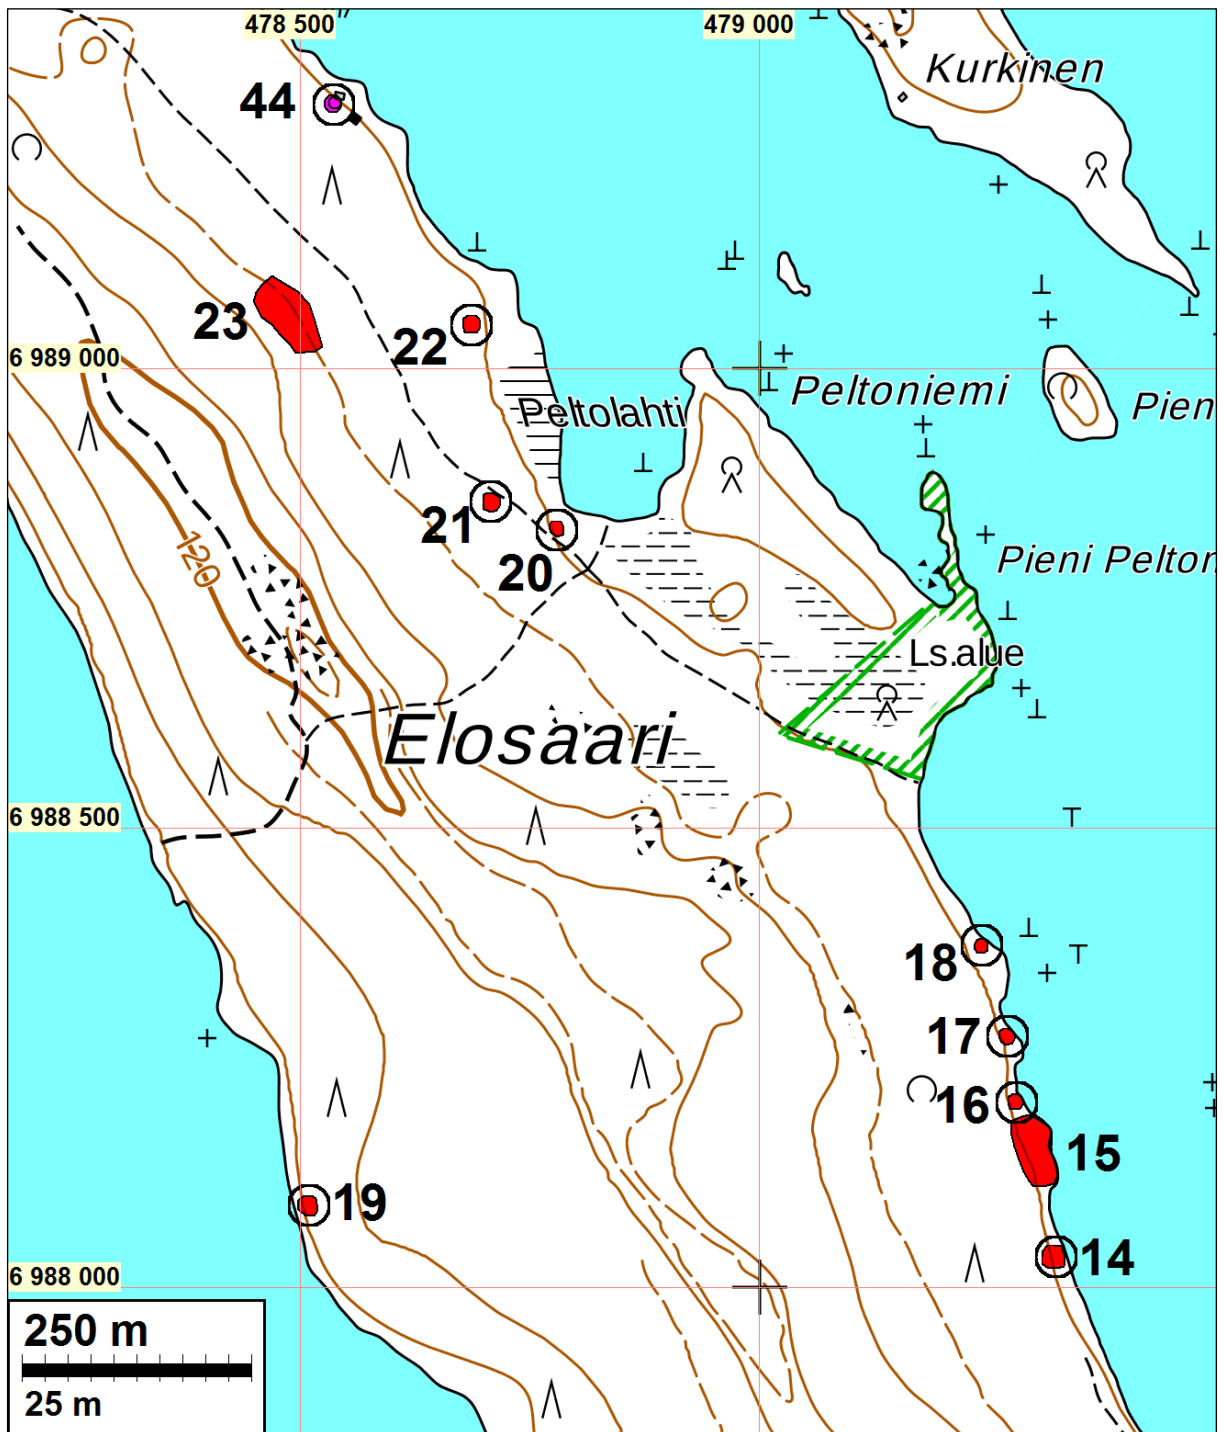 478 500
479 000
Kurkinen
44
23
22
6 989 000
Peltolahti
Peltoniemi
Pien
21
20
120
Pieni Pelton
Ls.alue
Elosaari
6 988 500
18
17
16
15
19
14
6 988 000
250 m
25 m